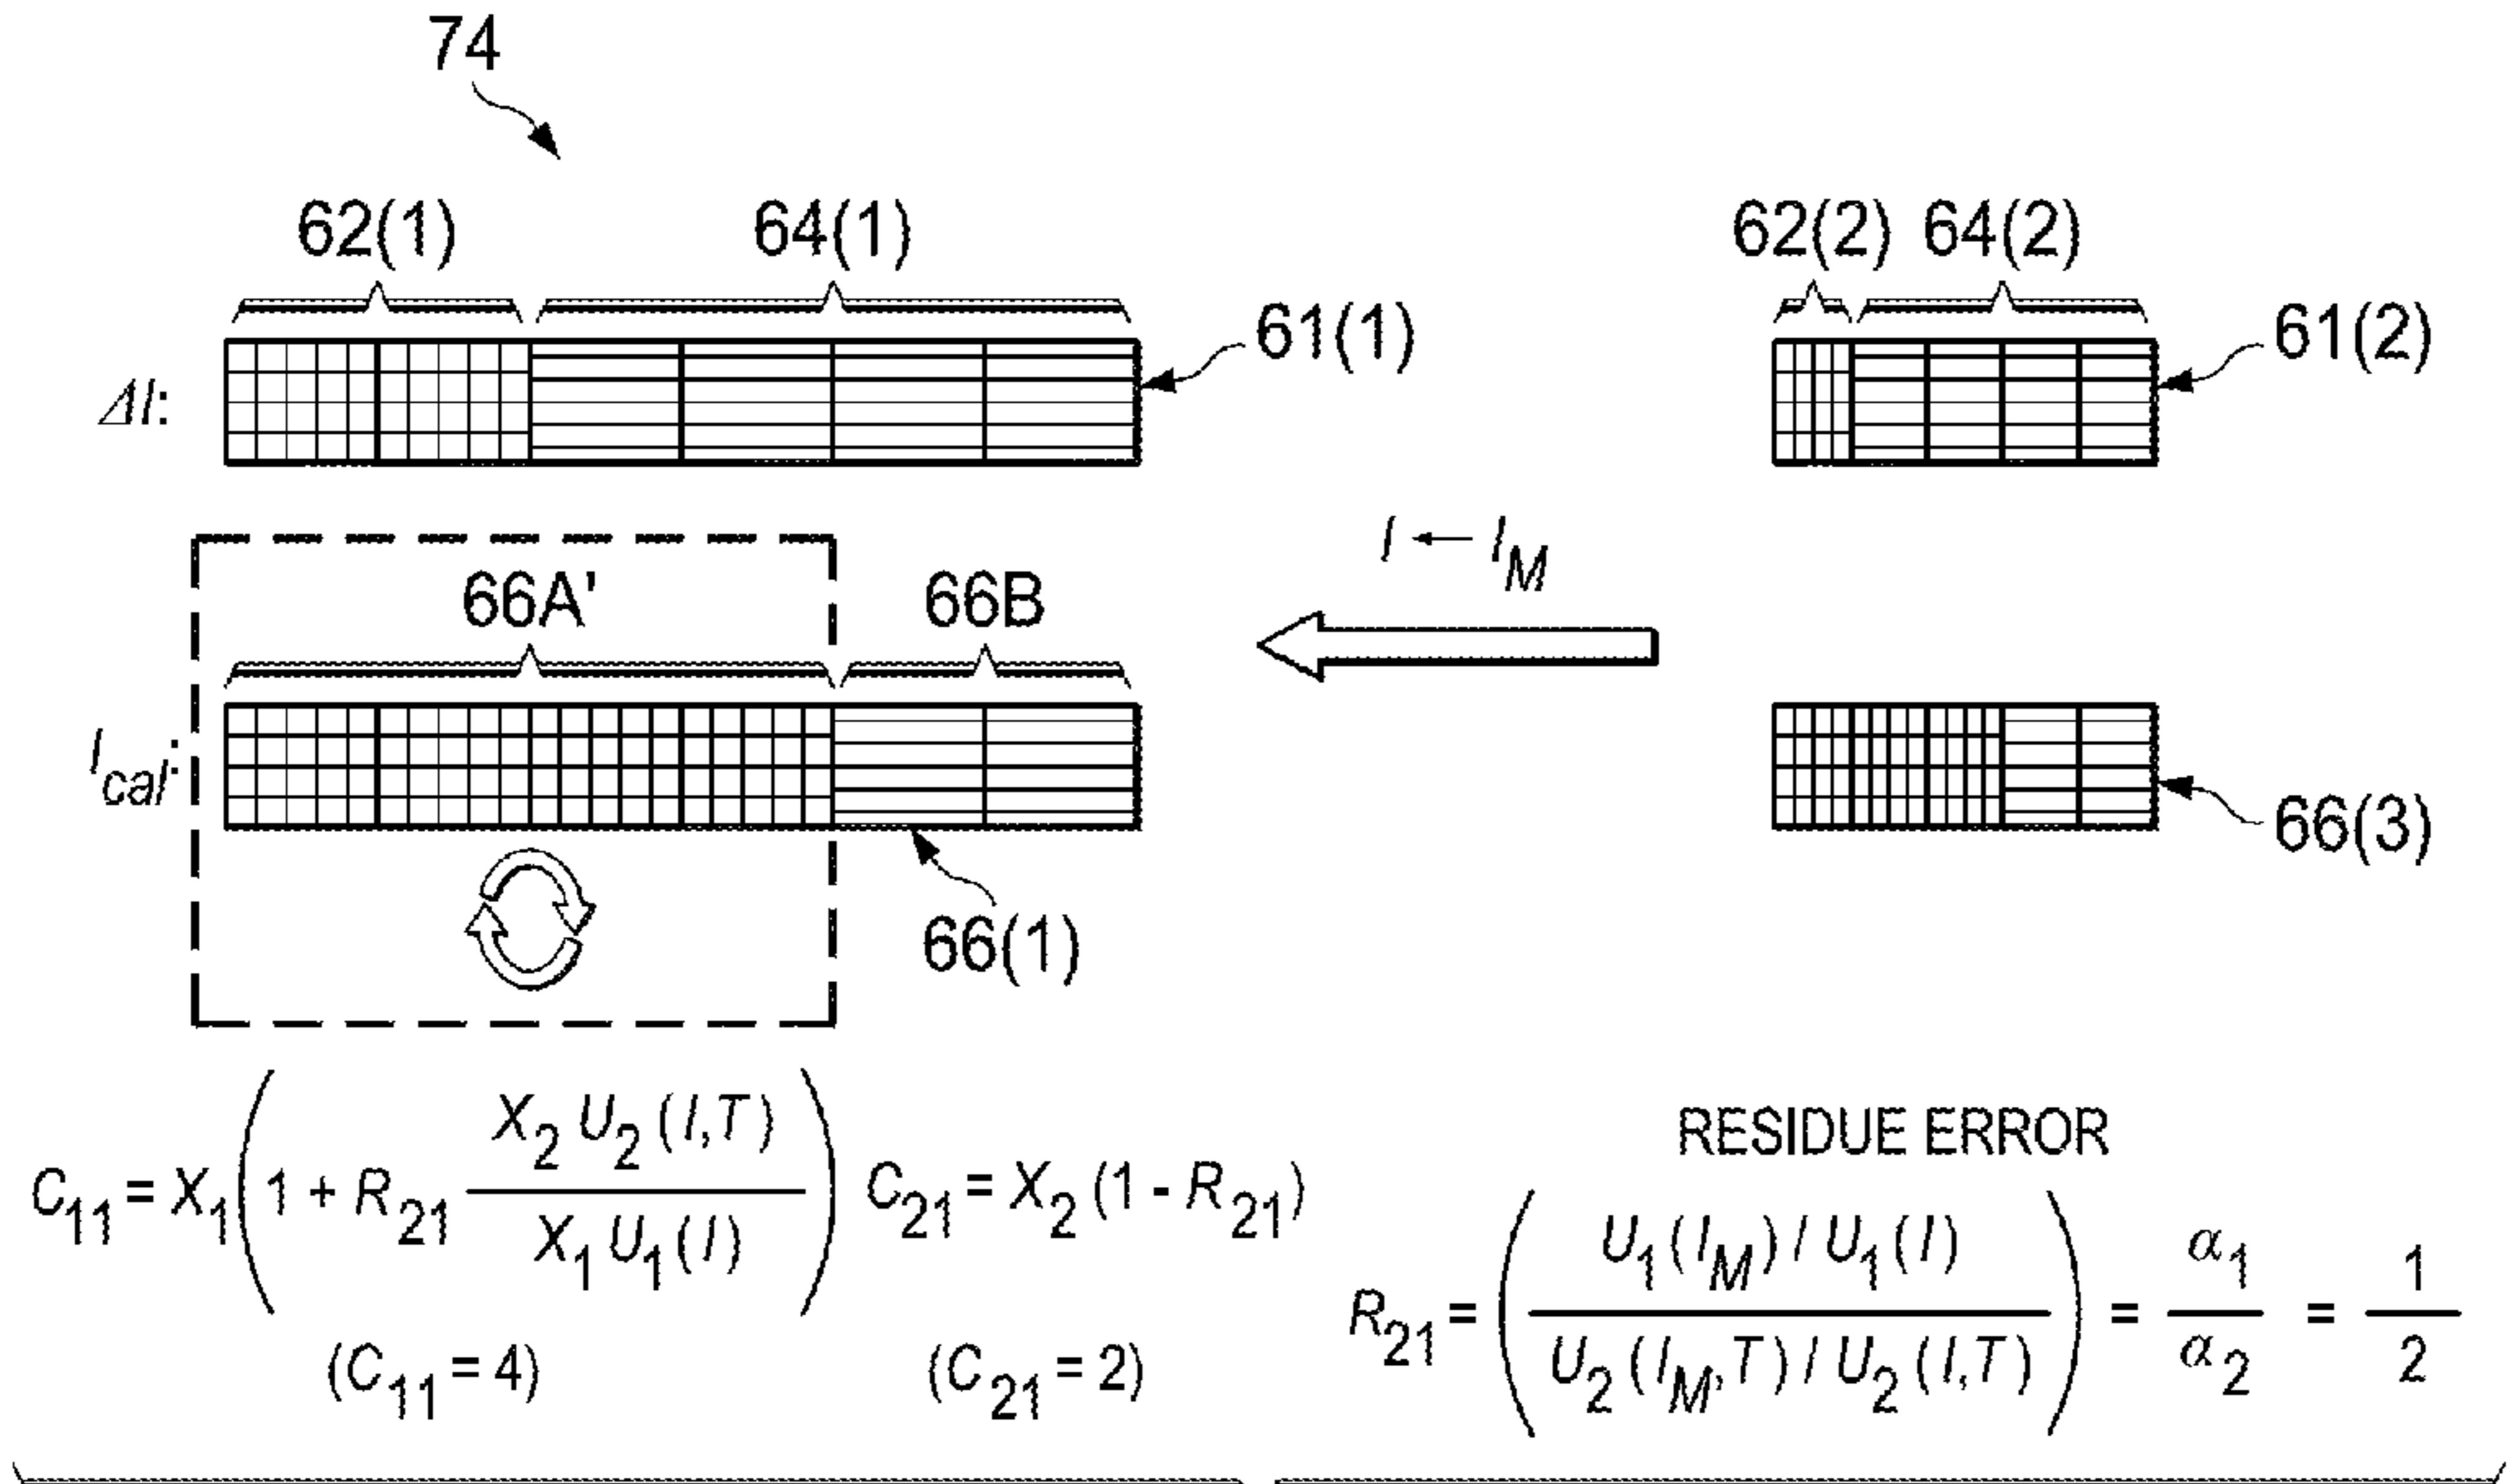 74
62(1) 64(1) 62(2) 64(2)
61(1) 61(2)
ΔI:
I ← I_M
66A' 66B
I_cal:
66(3)
66(1)
C_11 = X_1 (1 + R_21 X_2 U_2 (I,T) / X_1 U_1 (I)) C_21 = X_2 (1 - R_21)
(C_11 = 4) (C_21 = 2)
RESIDUE ERROR
R_21 = (U_1 (I_M) / U_1 (I) / U_2 (I_M, T) / U_2 (I,T)) = α_1 / α_2 = 1 / 2